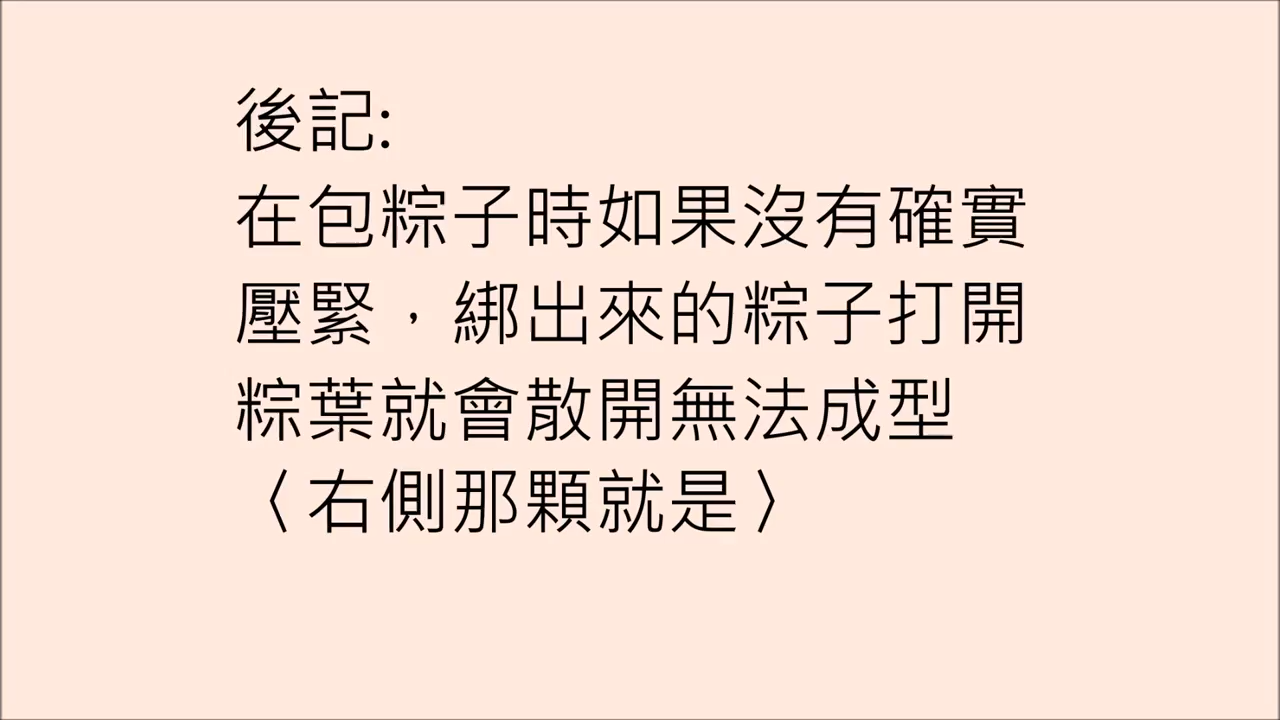 後記:
在包粽子時如果沒有確實
壓緊，綁出來的粽子打開
粽葉就會散開無法成型
〈右側那顆就是〉